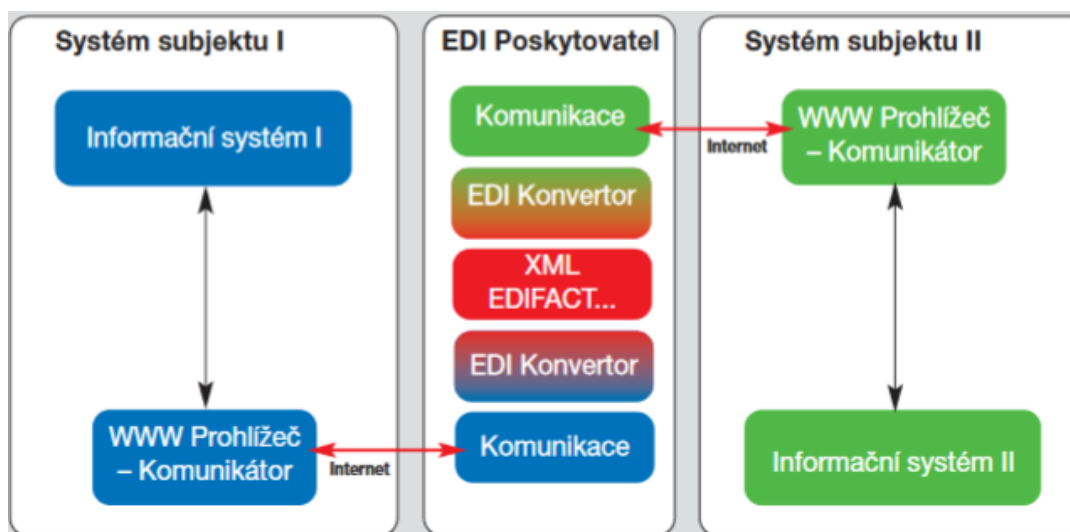 Systém subjektu I
Informační systém I
WWW Prohlížeč
– Komunikátor
Internet
EDI Poskytovatel
Komunikace
EDI Konvertor
XML
EDIFACT...
EDI Konvertor
Komunikace
Systém subjektu II
Internet
WWW Prohlížeč
– Komunikátor
Informační systém II